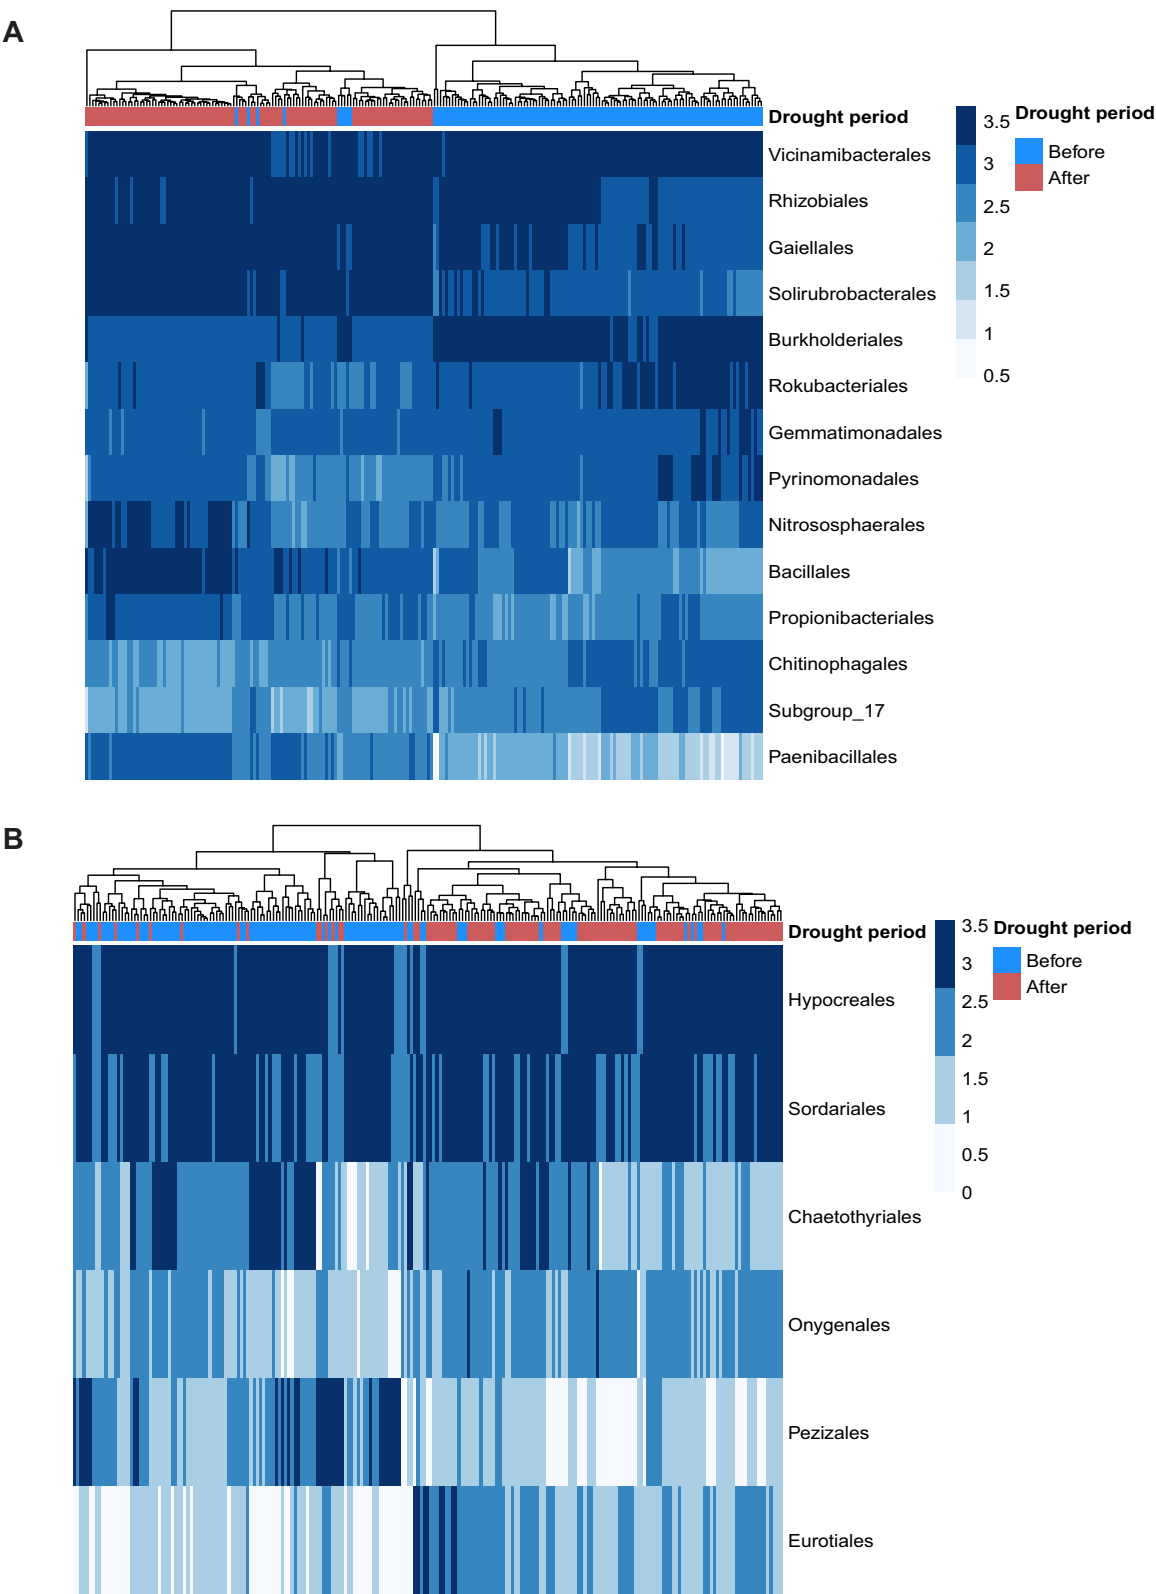 A
Drought period
Vicinamibacterales
Rhizobiales
Gaiellales
Solirubrobacterales
Burkholderiales
Rokubacteriales
Gemmatimonadales
Pyrinomonadales
Nitrososphaerales
Bacillales
Propionibacteriales
Chitinophagales
Subgroup_17
Paenibacillales
3.5
3
2.5
2
1.5
1
0.5
Drought period
Before
After
B
Drought period
Hypocreales
Sordariales
Chaetothyriales
Onygenales
Pezizales
Eurotiales
3.5
3
2.5
2
1.5
1
0.5
0
Drought period
Before
After